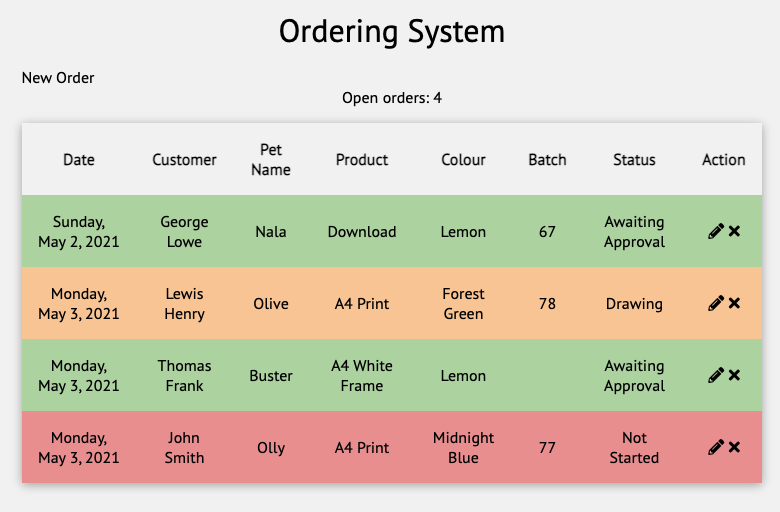 Ordering System
New Order
Open orders: 4
Date Customer Pet Name Product Colour Batch Status Action
Sunday, May 2, 2021 George Lowe Nala Download Lemon 67 Awaiting Approval
Monday, May 3, 2021 Lewis Henry Olive A4 Print Forest Green 78 Drawing
Monday, May 3, 2021 Thomas Frank Buster A4 White Frame Lemon Awaiting Approval
Monday, May 3, 2021 John Smith Olly A4 Print Midnight Blue 77 Not Started